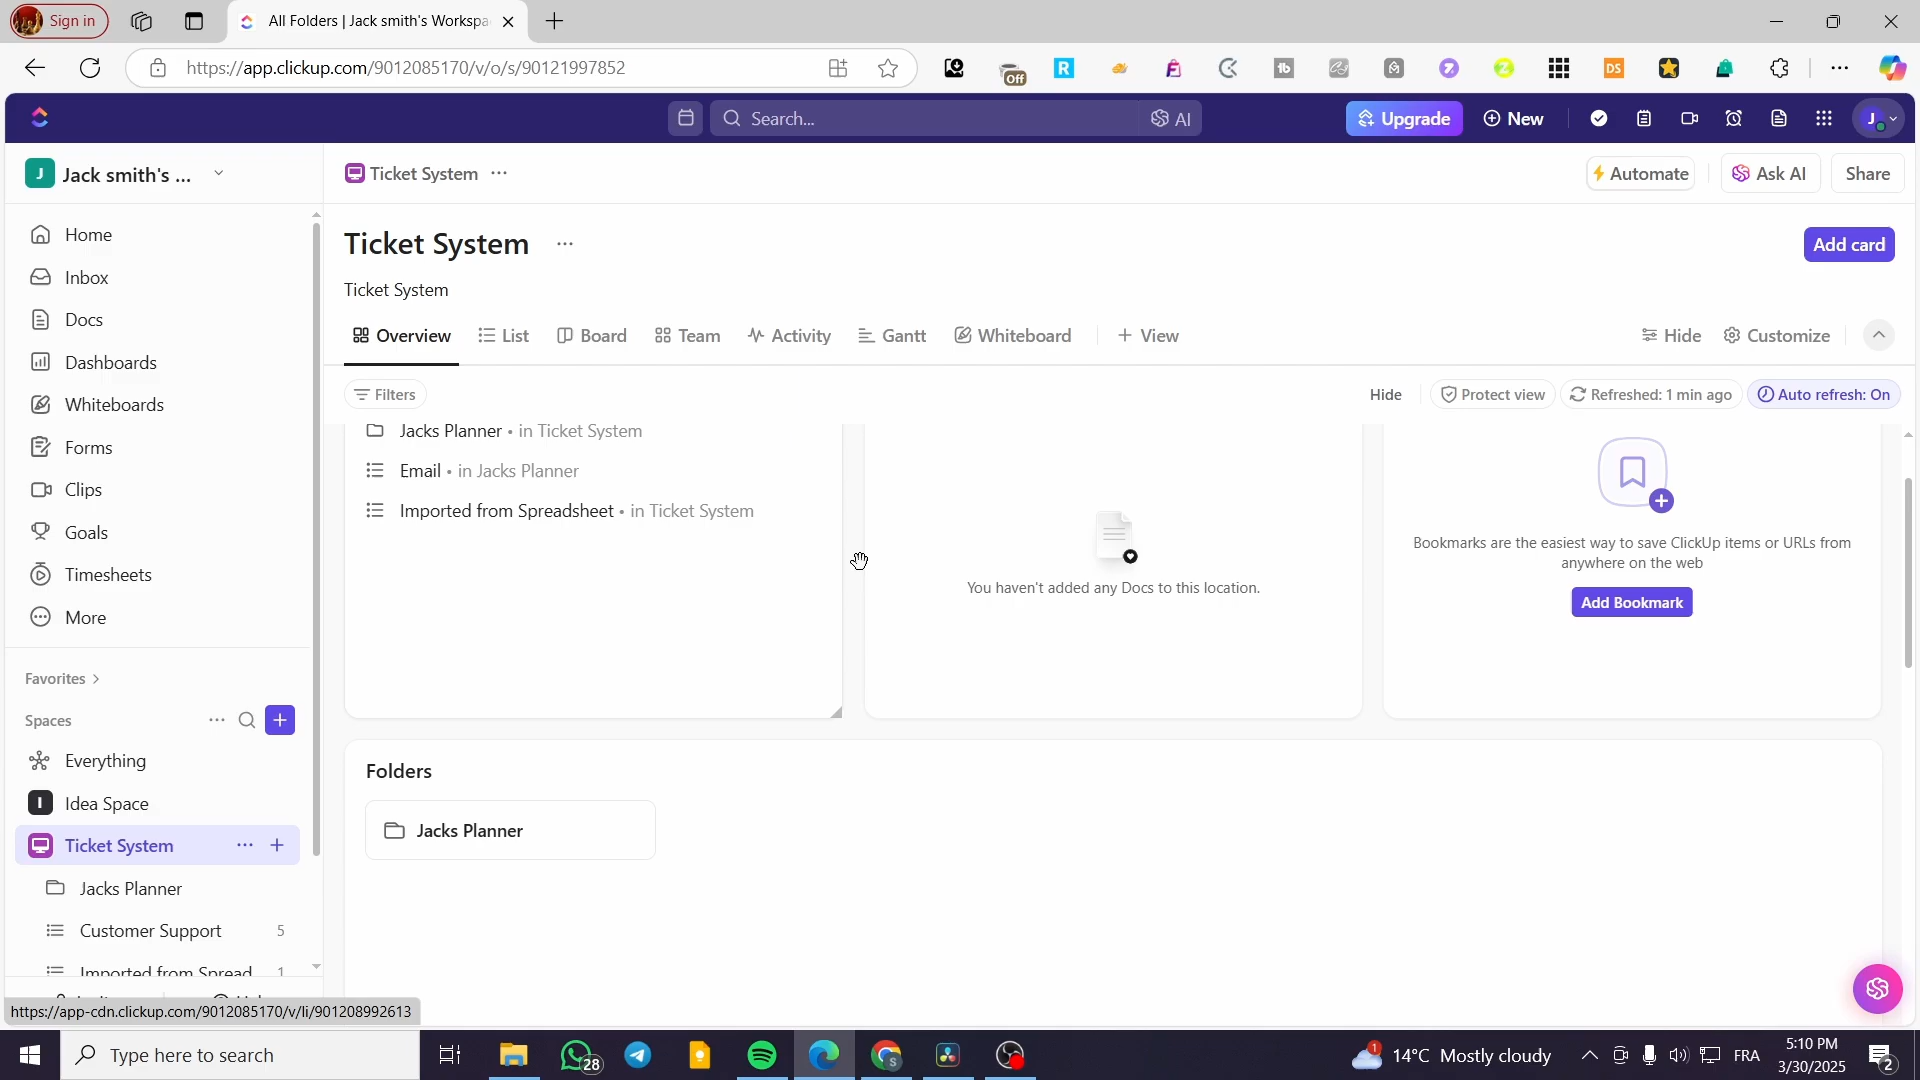 Sign in
All Folders | Jack smith's Workspa
https://app.clickup.com/9012085170/v/o/s/90121997852
Off
R
tb
DS
Search...
AI
Upgrade
New
J
J
Jack smith's ...
Ticket System
Automate
Ask AI
Share
Home
Inbox
Docs
Dashboards
Whiteboards
Forms
Clips
Goals
Timesheets
More
Favorites
Spaces
Everything
I
Idea Space
Ticket System
Jacks Planner
Customer Support 5
Imported from Spread 1
https://app-cdn.clickup.com/9012085170/v/li/901208992613
Ticket System
Add card
Ticket System
Overview
List
Board
Team
Activity
Gantt
Whiteboard
View
Hide
Customize
Filters
Hide
Protect view
Refreshed: 1 min ago
Auto refresh: On
Jacks Planner • in Ticket System
Email • in Jacks Planner
Imported from Spreadsheet • in Ticket System
You haven't added any Docs to this location.
Bookmarks are the easiest way to save ClickUp items or URLs from
anywhere on the web
Add Bookmark
Folders
Jacks Planner
Type here to search
28
S
1
14°C Mostly cloudy
FRA
5:10 PM
3/30/2025
2